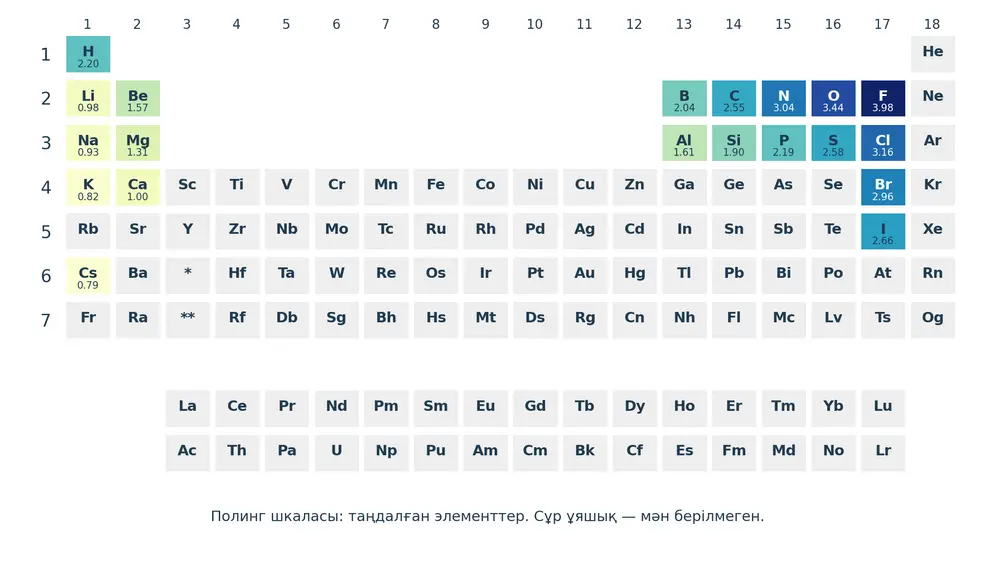 1 2 3 4 5 6 7 8 9 10 11 12 13 14 15 16 17 18
1 H He
2.20
2 Li Be B C N O F Ne
0.98 1.57 2.04 2.55 3.04 3.44 3.98
3 Na Mg Al Si P S Cl Ar
0.93 1.31 1.61 1.90 2.19 2.58 3.16
4 K Ca Sc Ti V Cr Mn Fe Co Ni Cu Zn Ga Ge As Se Br Kr
0.82 1.00 2.96
5 Rb Sr Y Zr Nb Mo Tc Ru Rh Pd Ag Cd In Sn Sb Te I Xe
2.66
6 Cs Ba * Hf Ta W Re Os Ir Pt Au Hg Tl Pb Bi Po At Rn
0.79
7 Fr Ra ** Rf Db Sg Bh Hs Mt Ds Rg Cn Nh Fl Mc Lv Ts Og
La Ce Pr Nd Pm Sm Eu Gd Tb Dy Ho Er Tm Yb Lu
Ac Th Pa U Np Pu Am Cm Bk Cf Es Fm Md No Lr
Полинг шкаласы: таңдалған элементтер. Сұр ұяшық — мән берілмеген.